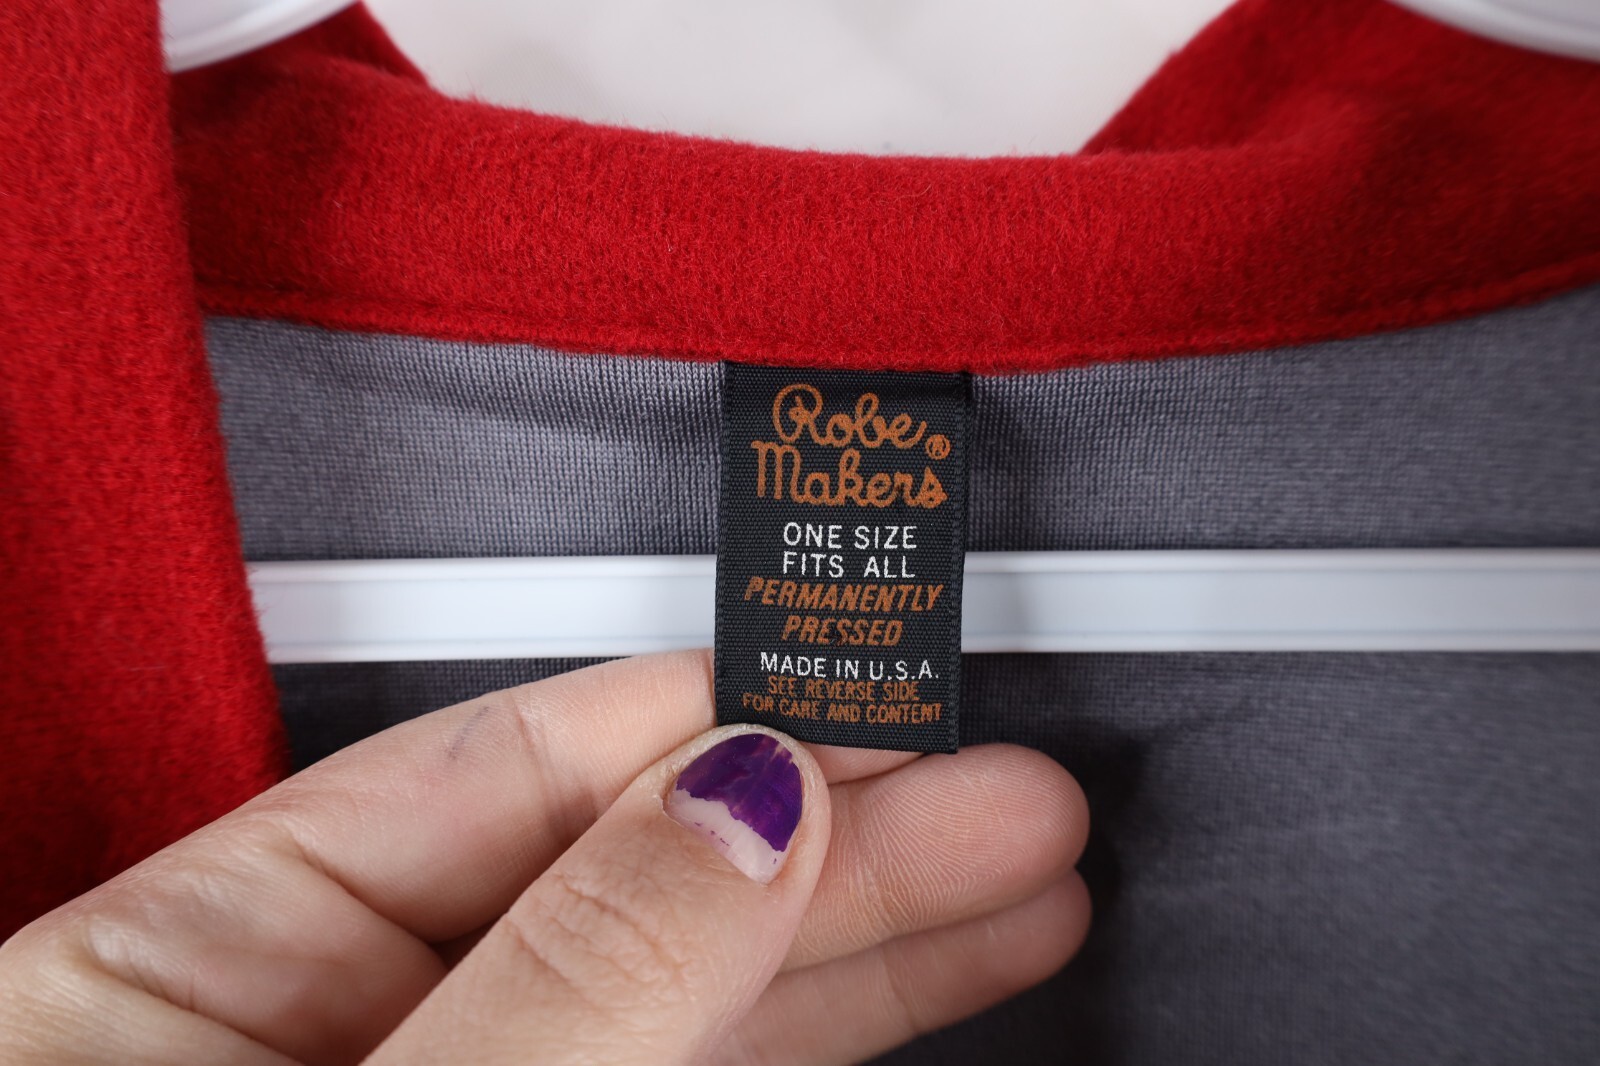 Robe®
Makers
ONE SIZE
FITS ALL
PERMANENTLY
PRESSED
MADE IN U.S.A.
SEE REVERSE SIDE
FOR CARE AND CONTENT